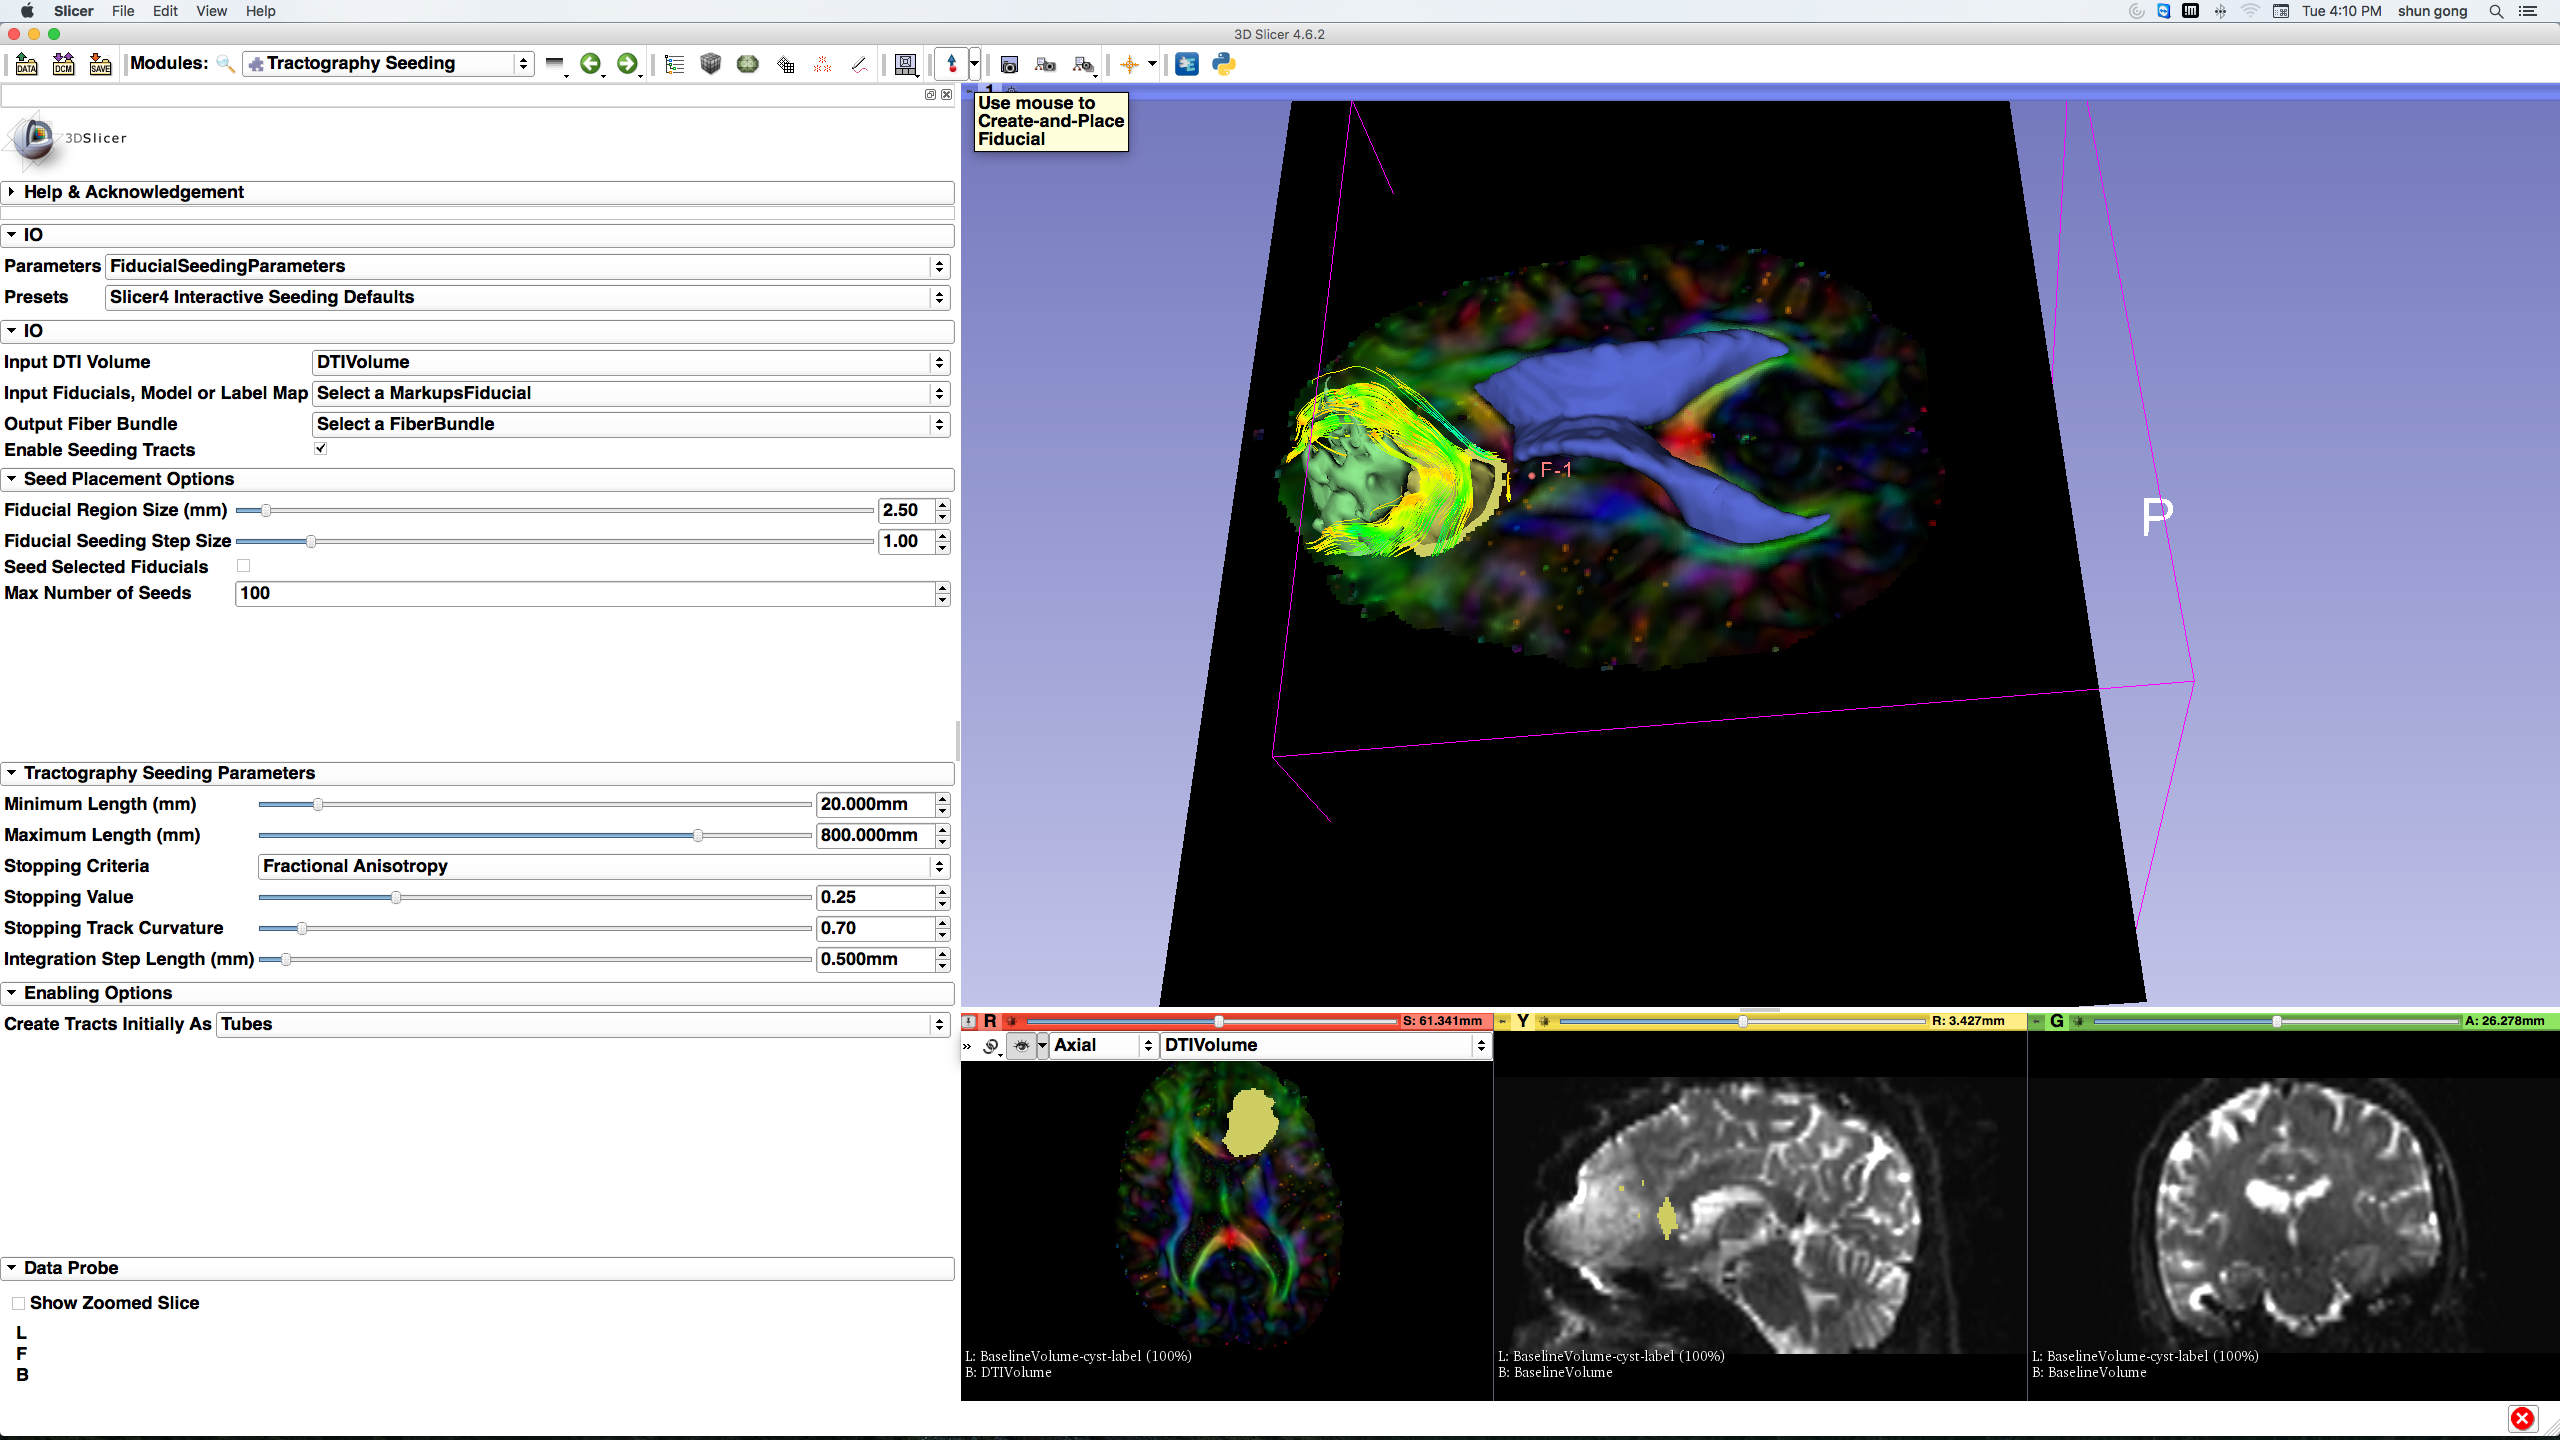 Slicer File Edit View Help Tue 4:10 PM shun gong
3D Slicer 4.6.2
DATA DCM SAVE Modules: Tractography Seeding
1
Use mouse to
Create-and-Place
Fiducial
3DSlicer
Help & Acknowledgement
IO
Parameters FiducialSeedingParameters
Presets Slicer4 Interactive Seeding Defaults
IO
Input DTI Volume DTIVolume
Input Fiducials, Model or Label Map Select a MarkupsFiducial
Output Fiber Bundle Select a FiberBundle
Enable Seeding Tracts
Seed Placement Options
Fiducial Region Size (mm) 2.50
Fiducial Seeding Step Size 1.00
Seed Selected Fiducials
Max Number of Seeds 100
Tractography Seeding Parameters
Minimum Length (mm) 20.000mm
Maximum Length (mm) 800.000mm
Stopping Criteria Fractional Anisotropy
Stopping Value 0.25
Stopping Track Curvature 0.70
Integration Step Length (mm) 0.500mm
Enabling Options
Create Tracts Initially As Tubes
Data Probe
Show Zoomed Slice
L
F
B
F-1
P
R S: 61.341mm
Y R: 3.427mm
G A: 26.278mm
Axial DTIVolume
L: BaselineVolume-cyst-label (100%)
B: DTIVolume
L: BaselineVolume-cyst-label (100%)
B: BaselineVolume
L: BaselineVolume-cyst-label (100%)
B: BaselineVolume